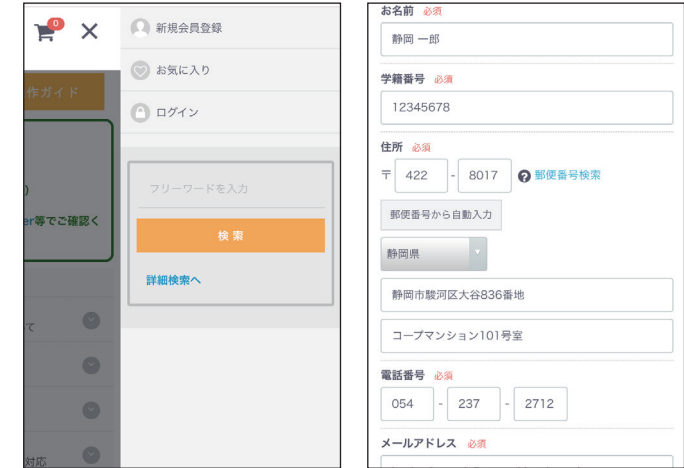 0
新規会員登録
お気に入り
ログイン
作ガイド
)
er等でご確認く
フリーワードを入力
検索
詳細検索へ
て
対応
お名前 必須
静岡 一郎
学籍番号 必須
12345678
住所 必須
〒 422 - 8017 ? 郵便番号検索
郵便番号から自動入力
静岡県
静岡市駿河区大谷836番地
コープマンション101号室
電話番号 必須
054 - 237 - 2712
メールアドレス 必須